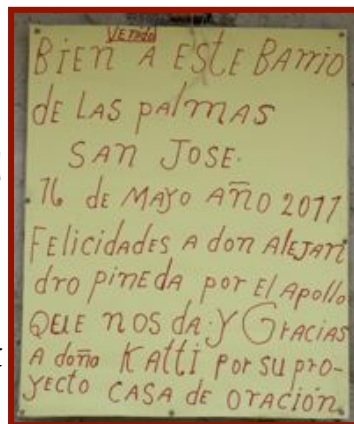 VENido
BiEN A ESTE BArrio
de LAS palmas
SAN JOSE.
16 de MAYO AÑO 2011
FELicidAdES A don AlEJAN
dro pineda por El Apollo
QUE nos da. Y Gracias
A doña KAtti por su pro-
yecto CASA de orACIÓN